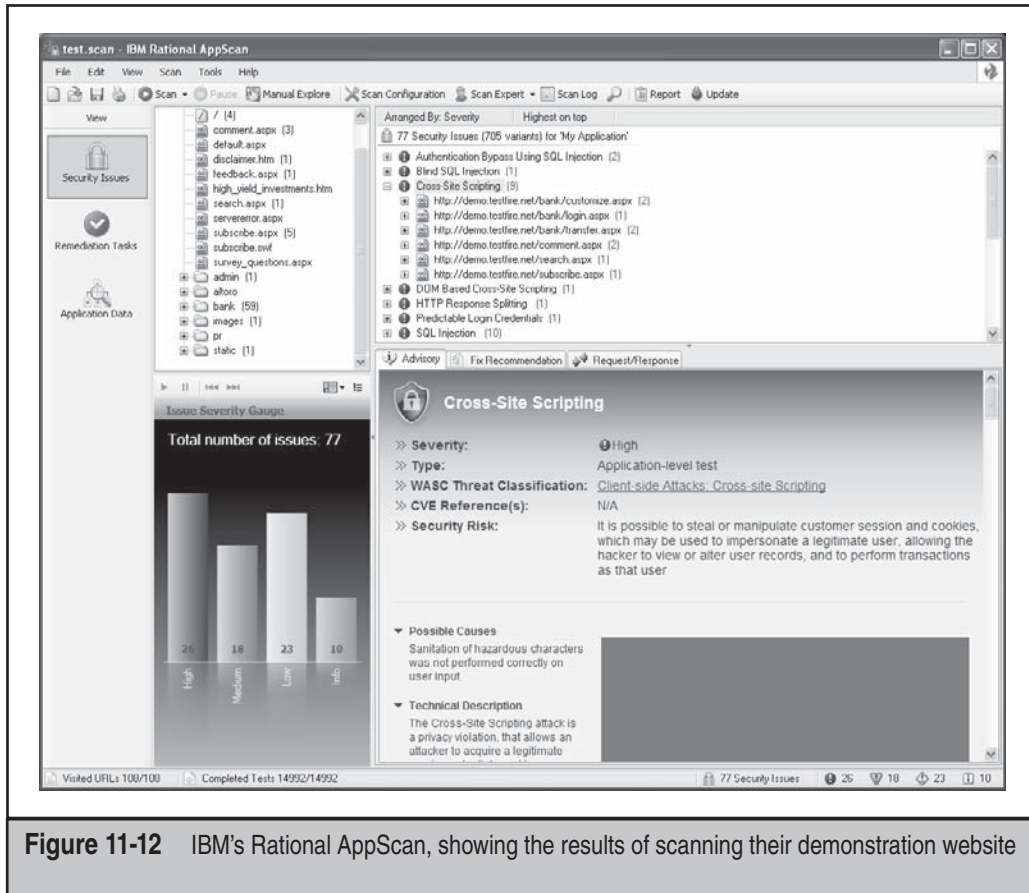 test.scan - IBM Rational AppScan
File Edit View Scan Tools Help
Scan Pause Manual Explore Scan Configuration Scan Expert Scan Log Report Update
View
Security Issues
Remediation Tasks
Application Data
/ (4)
comment.aspx (3)
default.aspx
disclaimer.htm (1)
feedback.aspx (1)
high_yield_investments.htm
search.aspx (1)
servererror.aspx
subscribe.aspx (5)
subscribe.swf
survey_questions.aspx
admin (1)
altoro
bank (59)
images (1)
pr
static (1)
Issue Severity Gauge
Total number of issues: 77
26 18 23 10
High Medium Low Info
Arranged By: Severity Highest on top
77 Security Issues (705 variants) for 'My Application'
Authentication Bypass Using SQL Injection (2)
Blind SQL Injection (1)
Cross-Site Scripting (9)
http://demo.testfire.net/bank/customize.aspx (2)
http://demo.testfire.net/bank/login.aspx (1)
http://demo.testfire.net/bank/transfer.aspx (2)
http://demo.testfire.net/comment.aspx (2)
http://demo.testfire.net/search.aspx (1)
http://demo.testfire.net/subscribe.aspx (1)
DOM Based Cross-Site Scripting (1)
HTTP Response Splitting (1)
Predictable Login Credentials (1)
SQL Injection (10)
Advisory Fix Recommendation Request/Response
Cross-Site Scripting
Severity: High
Type: Application-level test
WASC Threat Classification: Client-side Attacks: Cross-site Scripting
CVE Reference(s): N/A
Security Risk: It is possible to steal or manipulate customer session and cookies,
which may be used to impersonate a legitimate user, allowing the
hacker to view or alter user records, and to perform transactions
as that user
Possible Causes
Sanitation of hazardous characters
was not performed correctly on
user input
Technical Description
The Cross-Site Scripting attack is
a privacy violation, that allows an
attacker to acquire a legitimate
Visited URLs 108/108 Completed Tests 14992/14992 77 Security Issues 26 18 23 10
Figure 11-12 IBM's Rational AppScan, showing the results of scanning their demonstration website